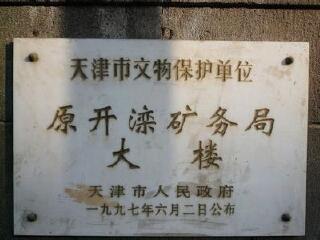 天津市文物保护单位
原开滦矿务局
大楼
天津市人民政府
一九九七年六月二日公布